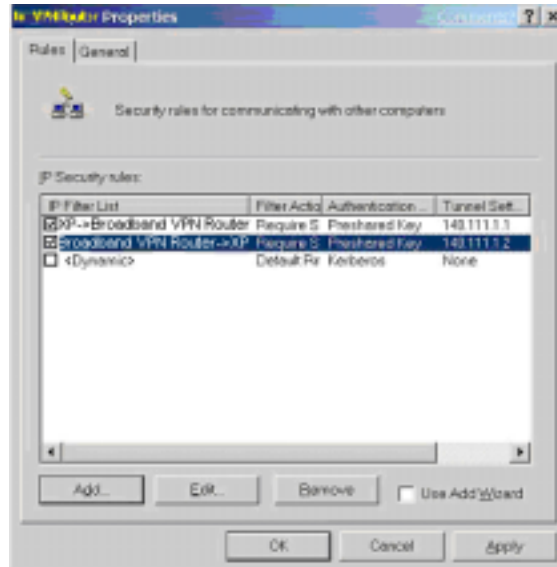 VPNRouter Properties
Rules General
Security rules for communicating with other computers
IP Security rules:
IP Filter List Filter Actio Authentication ... Tunnel Sett...
XP->Broadband VPN Router Require S Preshared Key 140.111.1.1
Broadband VPN Router->XP Require S Preshared Key 140.111.1.2
<Dynamic> Default Re Kerberos None
Add... Edit... Remove Use Add Wizard
OK Cancel Apply